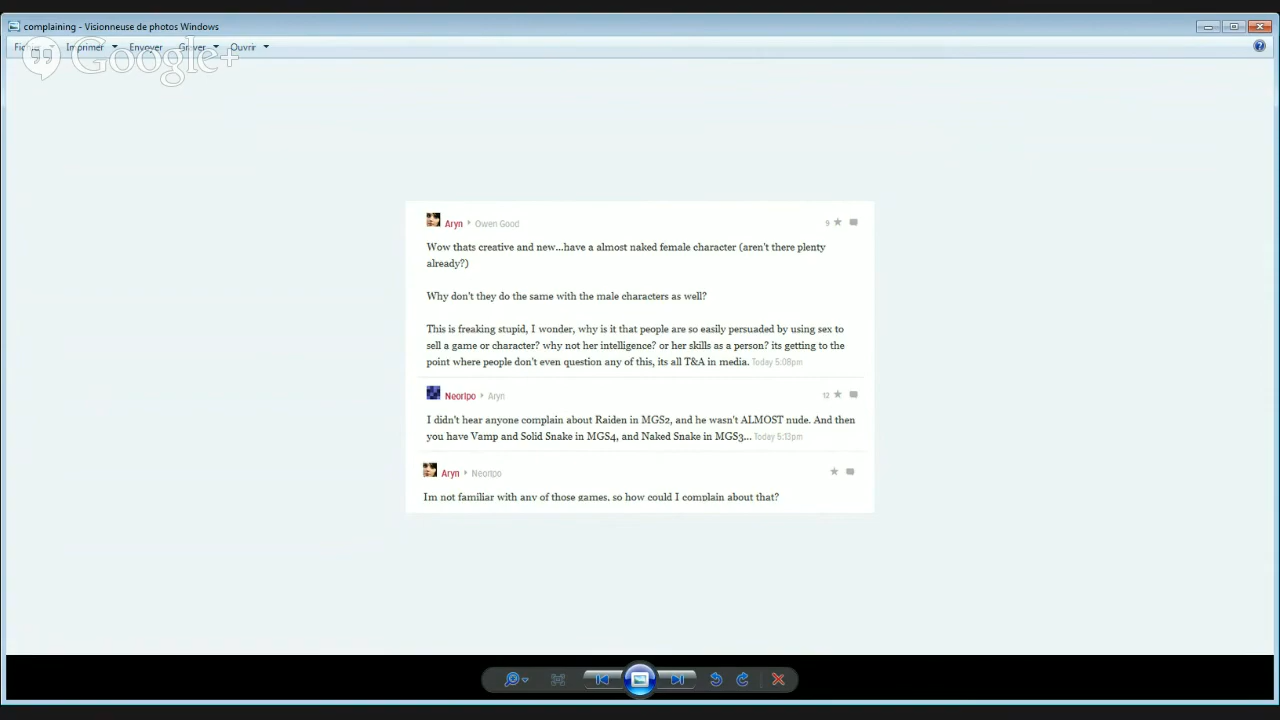 complaining - Visionneuse de photos Windows
Imprimer Envoyer Graver Ouvrir
Google+
Aryn Owen Good 9
Wow thats creative and new...have a almost naked female character (aren't there plenty
already?)
Why don't they do the same with the male characters as well?
This is freaking stupid, I wonder, why is it that people are so easily persuaded by using sex to
sell a game or character? why not her intelligence? or her skills as a person? its getting to the
point where people don't even question any of this, its all T&A in media. Today 5:08pm
Neoripo Aryn 12
I didn't hear anyone complain about Raiden in MGS2, and he wasn't ALMOST nude. And then
you have Vamp and Solid Snake in MGS4, and Naked Snake in MGS3... Today 5:13pm
Aryn Neoripo
Im not familiar with any of those games, so how could I complain about that?